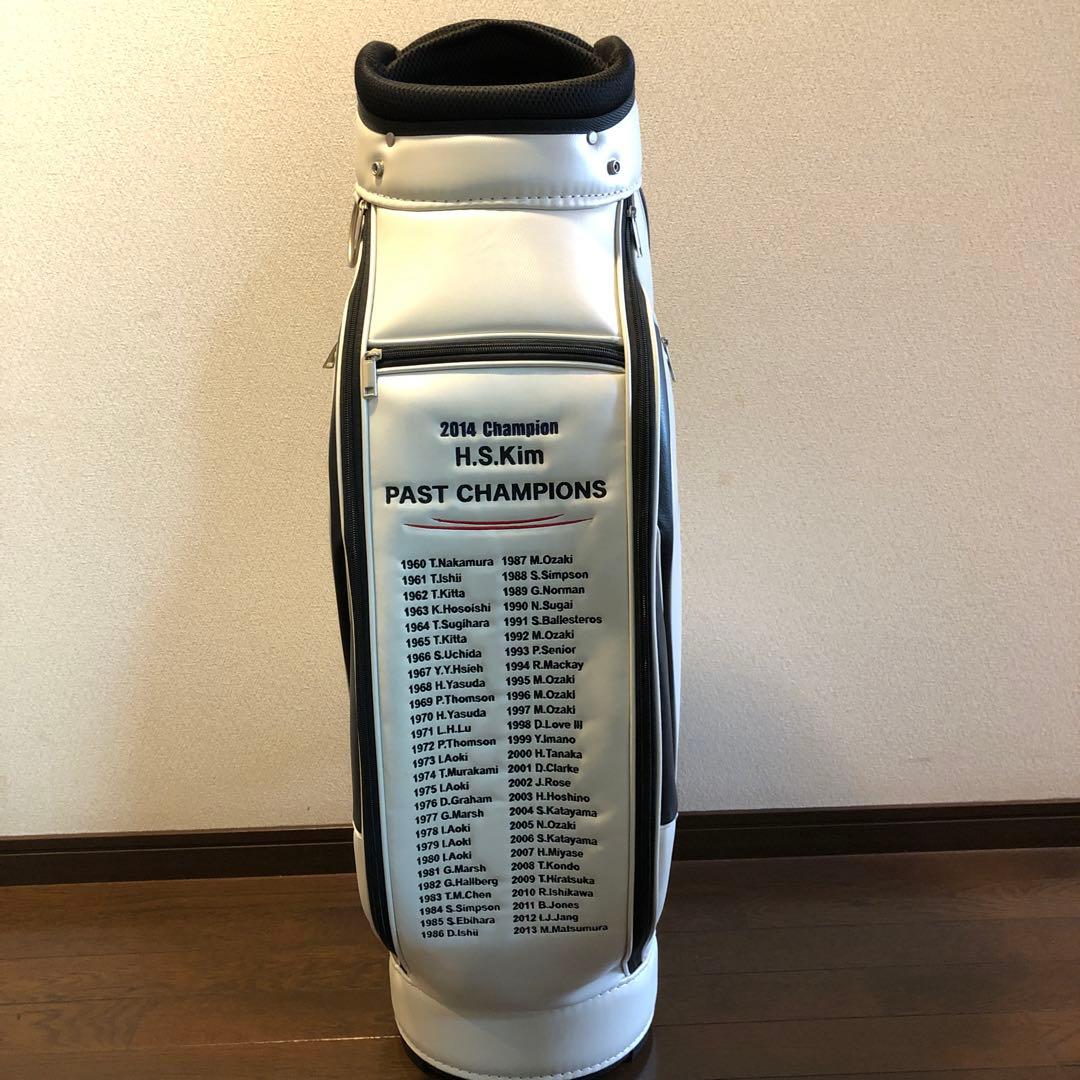 2014 Champion
H.S.Kim
PAST CHAMPIONS
1960 T.Nakamura
1961 T.Ishii
1962 T.Kitta
1963 K.Hosoishi
1964 T.Sugihara
1965 T.Kitta
1966 S.Uchida
1967 Y.Y.Hsieh
1968 H.Yasuda
1969 P.Thomson
1970 H.Yasuda
1971 L.H.Lu
1972 P.Thomson
1973 I.Aoki
1974 T.Murakami
1975 I.Aoki
1976 D.Graham
1977 G.Marsh
1978 I.Aoki
1979 I.Aoki
1980 I.Aoki
1981 G.Marsh
1982 G.Hallberg
1983 T.M.Chen
1984 S.Simpson
1985 S.Ebihara
1986 D.Ishii
1987 M.Ozaki
1988 S.Simpson
1989 G.Norman
1990 N.Sugai
1991 S.Ballesteros
1992 M.Ozaki
1993 P.Senior
1994 R.Mackay
1995 M.Ozaki
1996 M.Ozaki
1997 M.Ozaki
1998 D.Love III
1999 Y.Imano
2000 H.Tanaka
2001 D.Clarke
2002 J.Rose
2003 H.Hoshino
2004 S.Katayama
2005 N.Ozaki
2006 S.Katayama
2007 H.Miyase
2008 T.Kondo
2009 T.Hiratsuka
2010 R.Ishikawa
2011 B.Jones
2012 I.J.Jang
2013 M.Matsumura